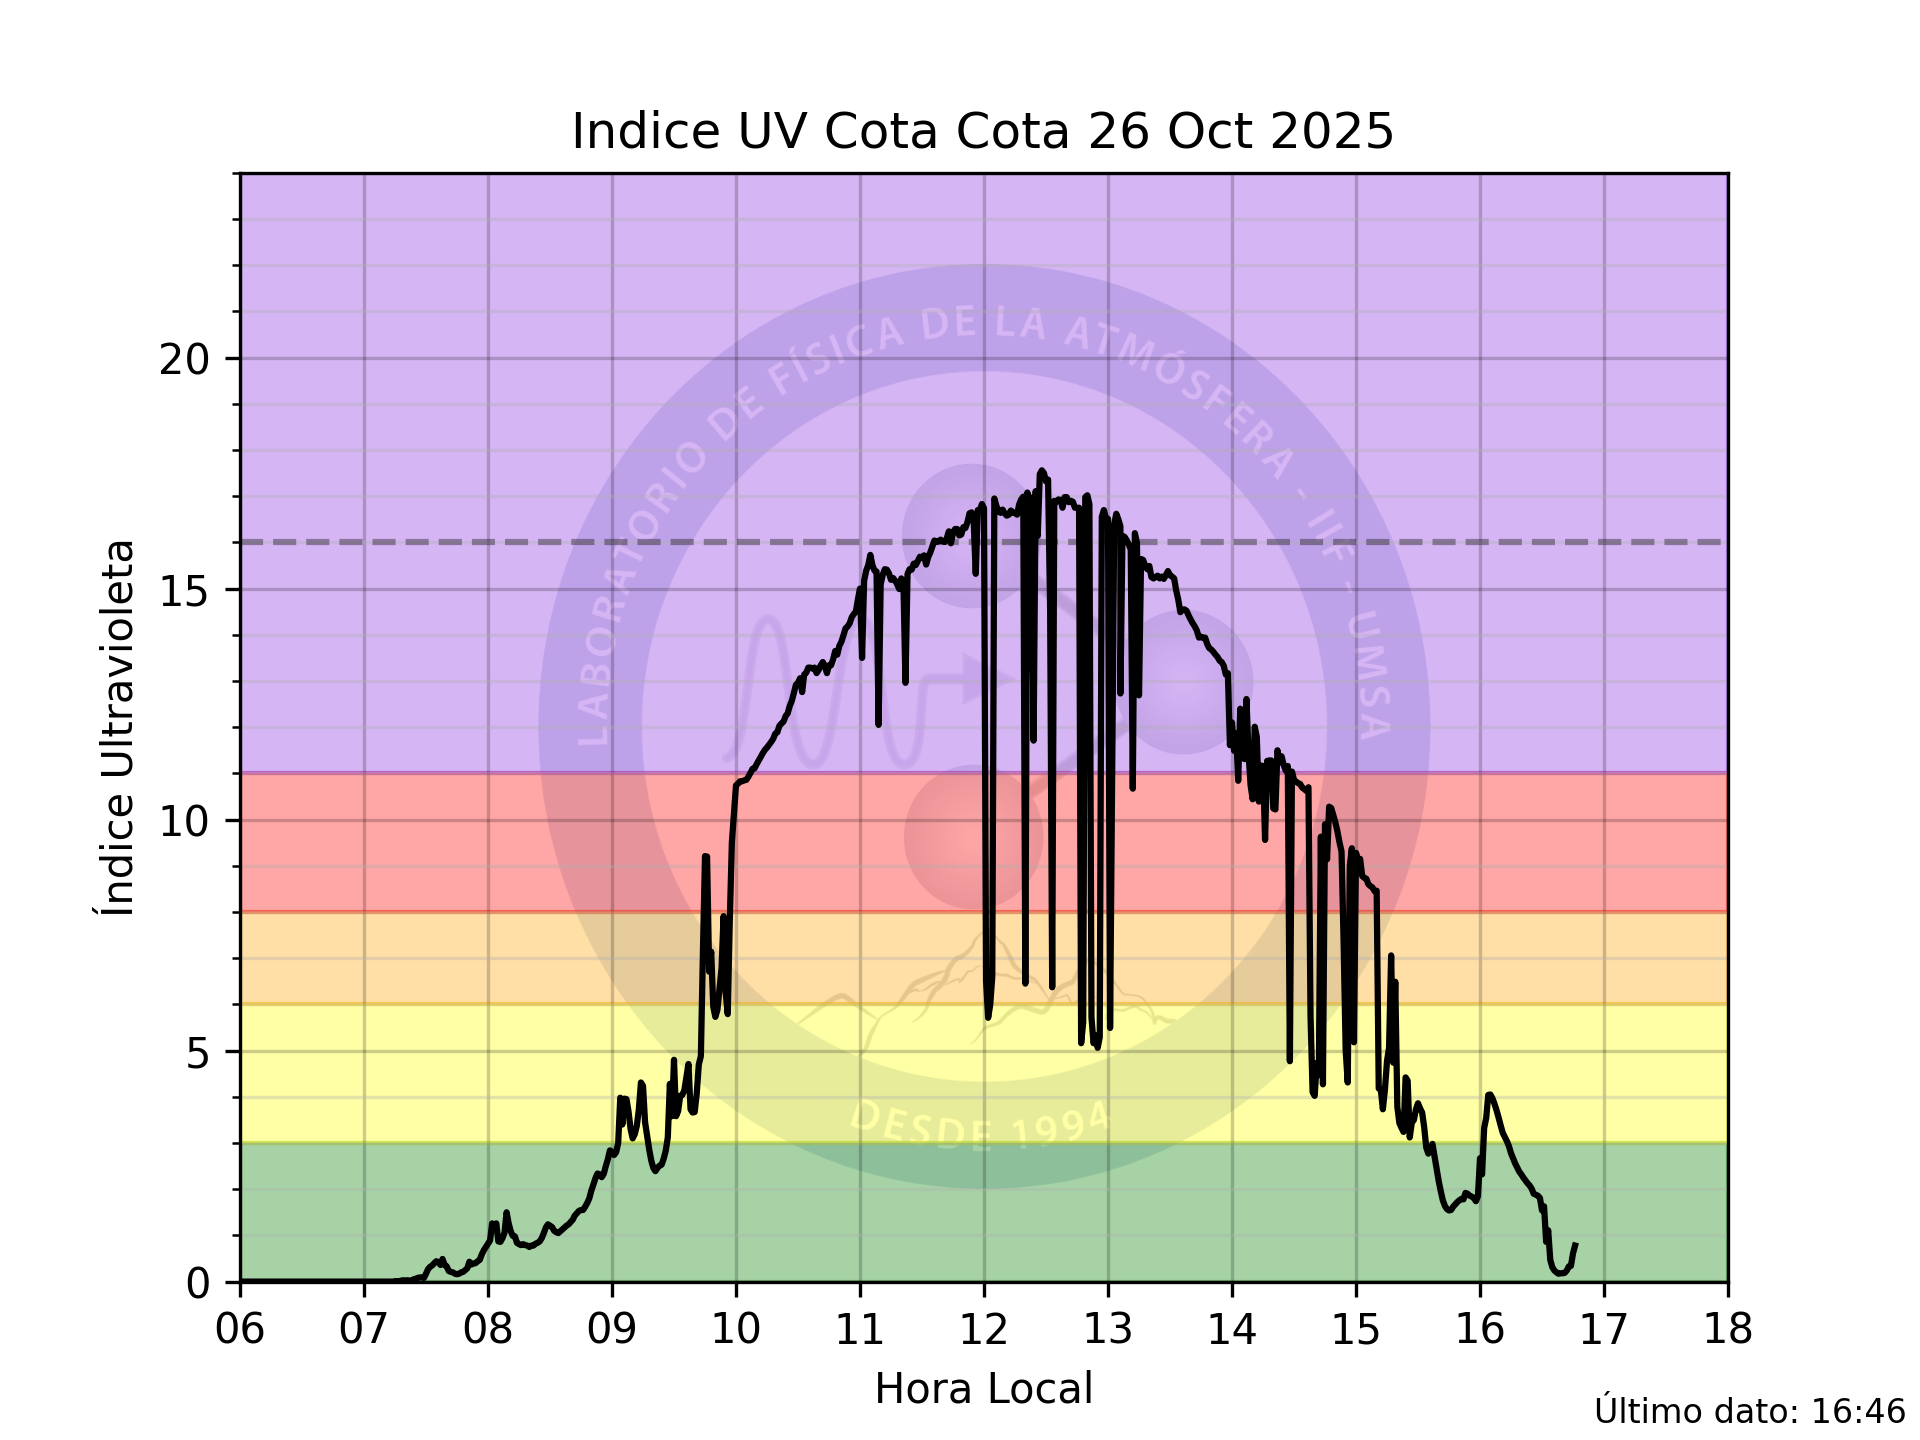 Indice UV Cota Cota 26 Oct 2025
Índice Ultravioleta
20
15
10
5
0
LABORATORIO DE FÍSICA DE LA ATMÓSFERA - IIF - UMSA
DESDE 1994
06 07 08 09 10 11 12 13 14 15 16 17 18
Hora Local
Último dato: 16:46